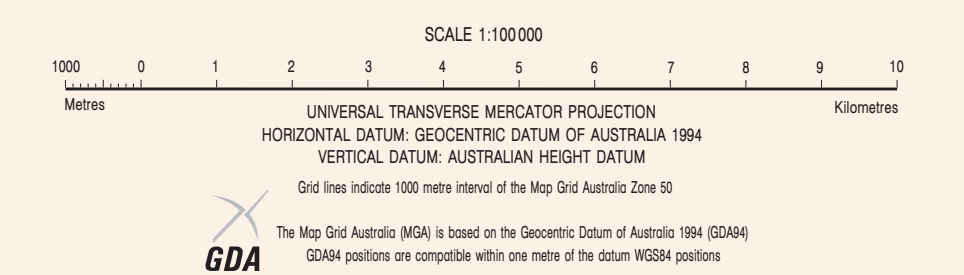 SCALE 1:100 000
1000 0 1 2 3 4 5 6 7 8 9 10
Metres Kilometres
UNIVERSAL TRANSVERSE MERCATOR PROJECTION
HORIZONTAL DATUM: GEOCENTRIC DATUM OF AUSTRALIA 1994
VERTICAL DATUM: AUSTRALIAN HEIGHT DATUM
Grid lines indicate 1000 metre interval of the Map Grid Australia Zone 50
The Map Grid Australia (MGA) is based on the Geocentric Datum of Australia 1994 (GDA94)
GDA94 positions are compatible within one metre of the datum WGS84 positions
GDA